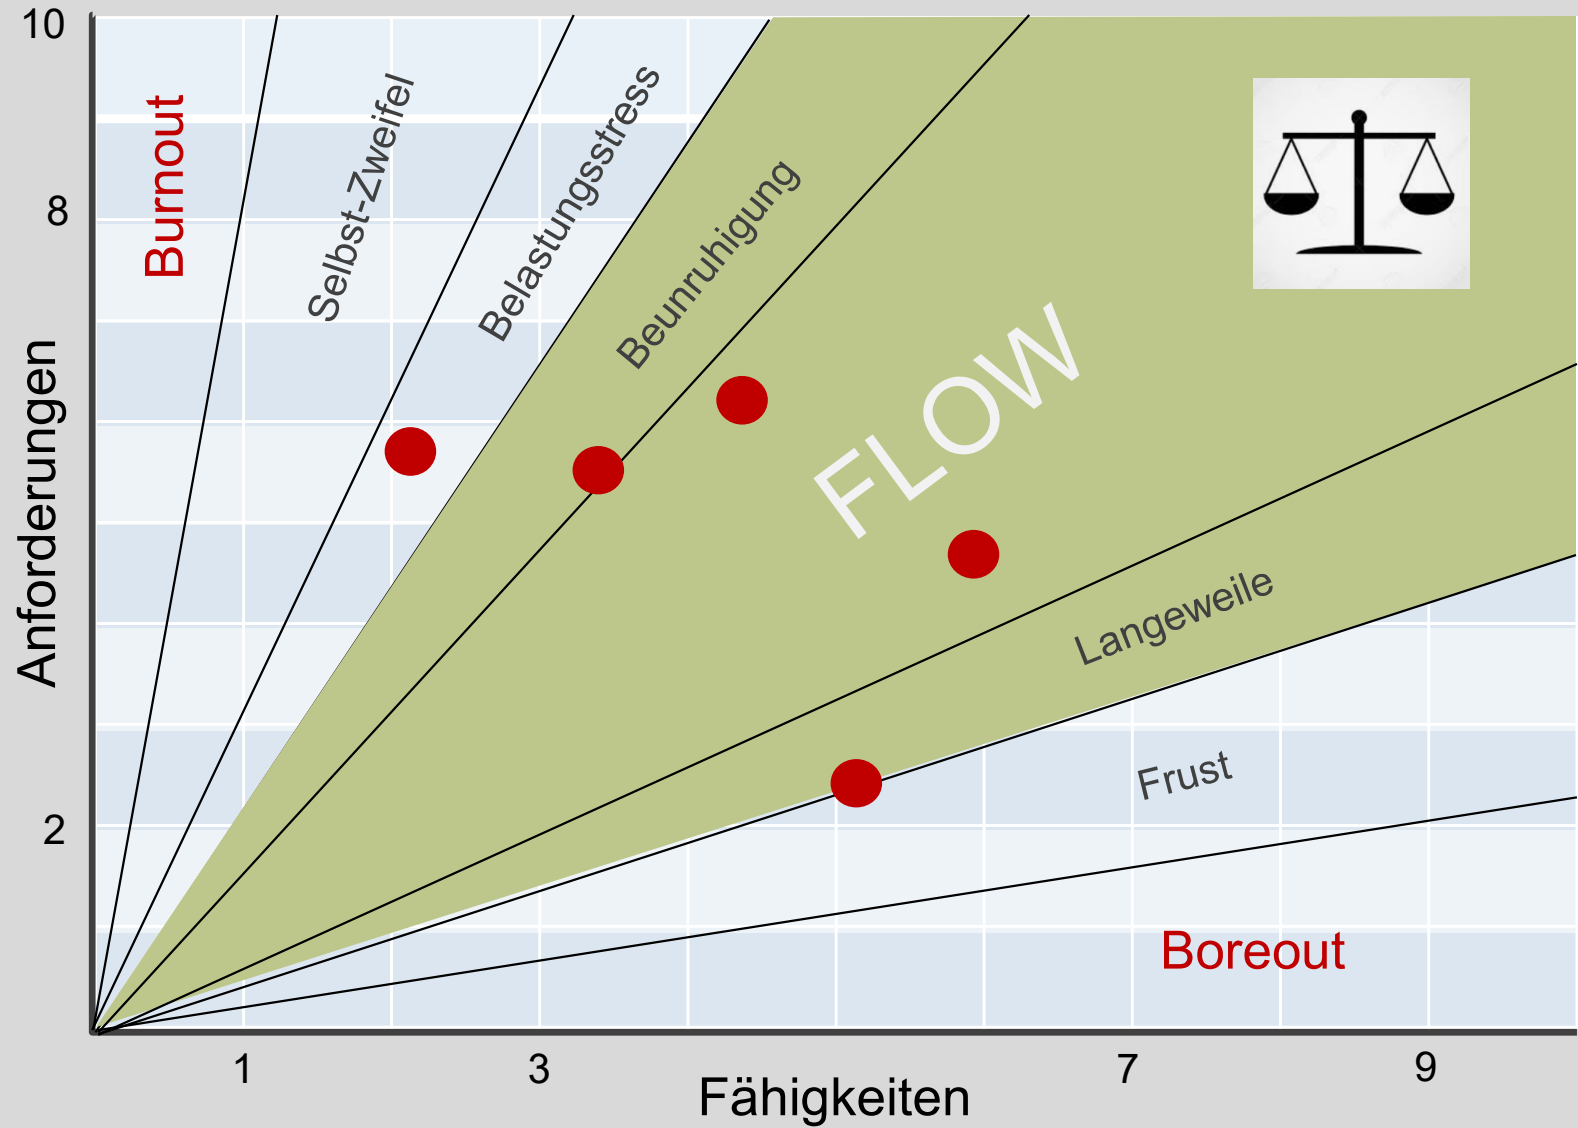 10
8
2
Anforderungen
Burnout
Selbst-Zweifel
Belastungsstress
Beunruhigung
FLOW
Langeweile
Frust
Boreout
1
3
7
9
Fähigkeiten